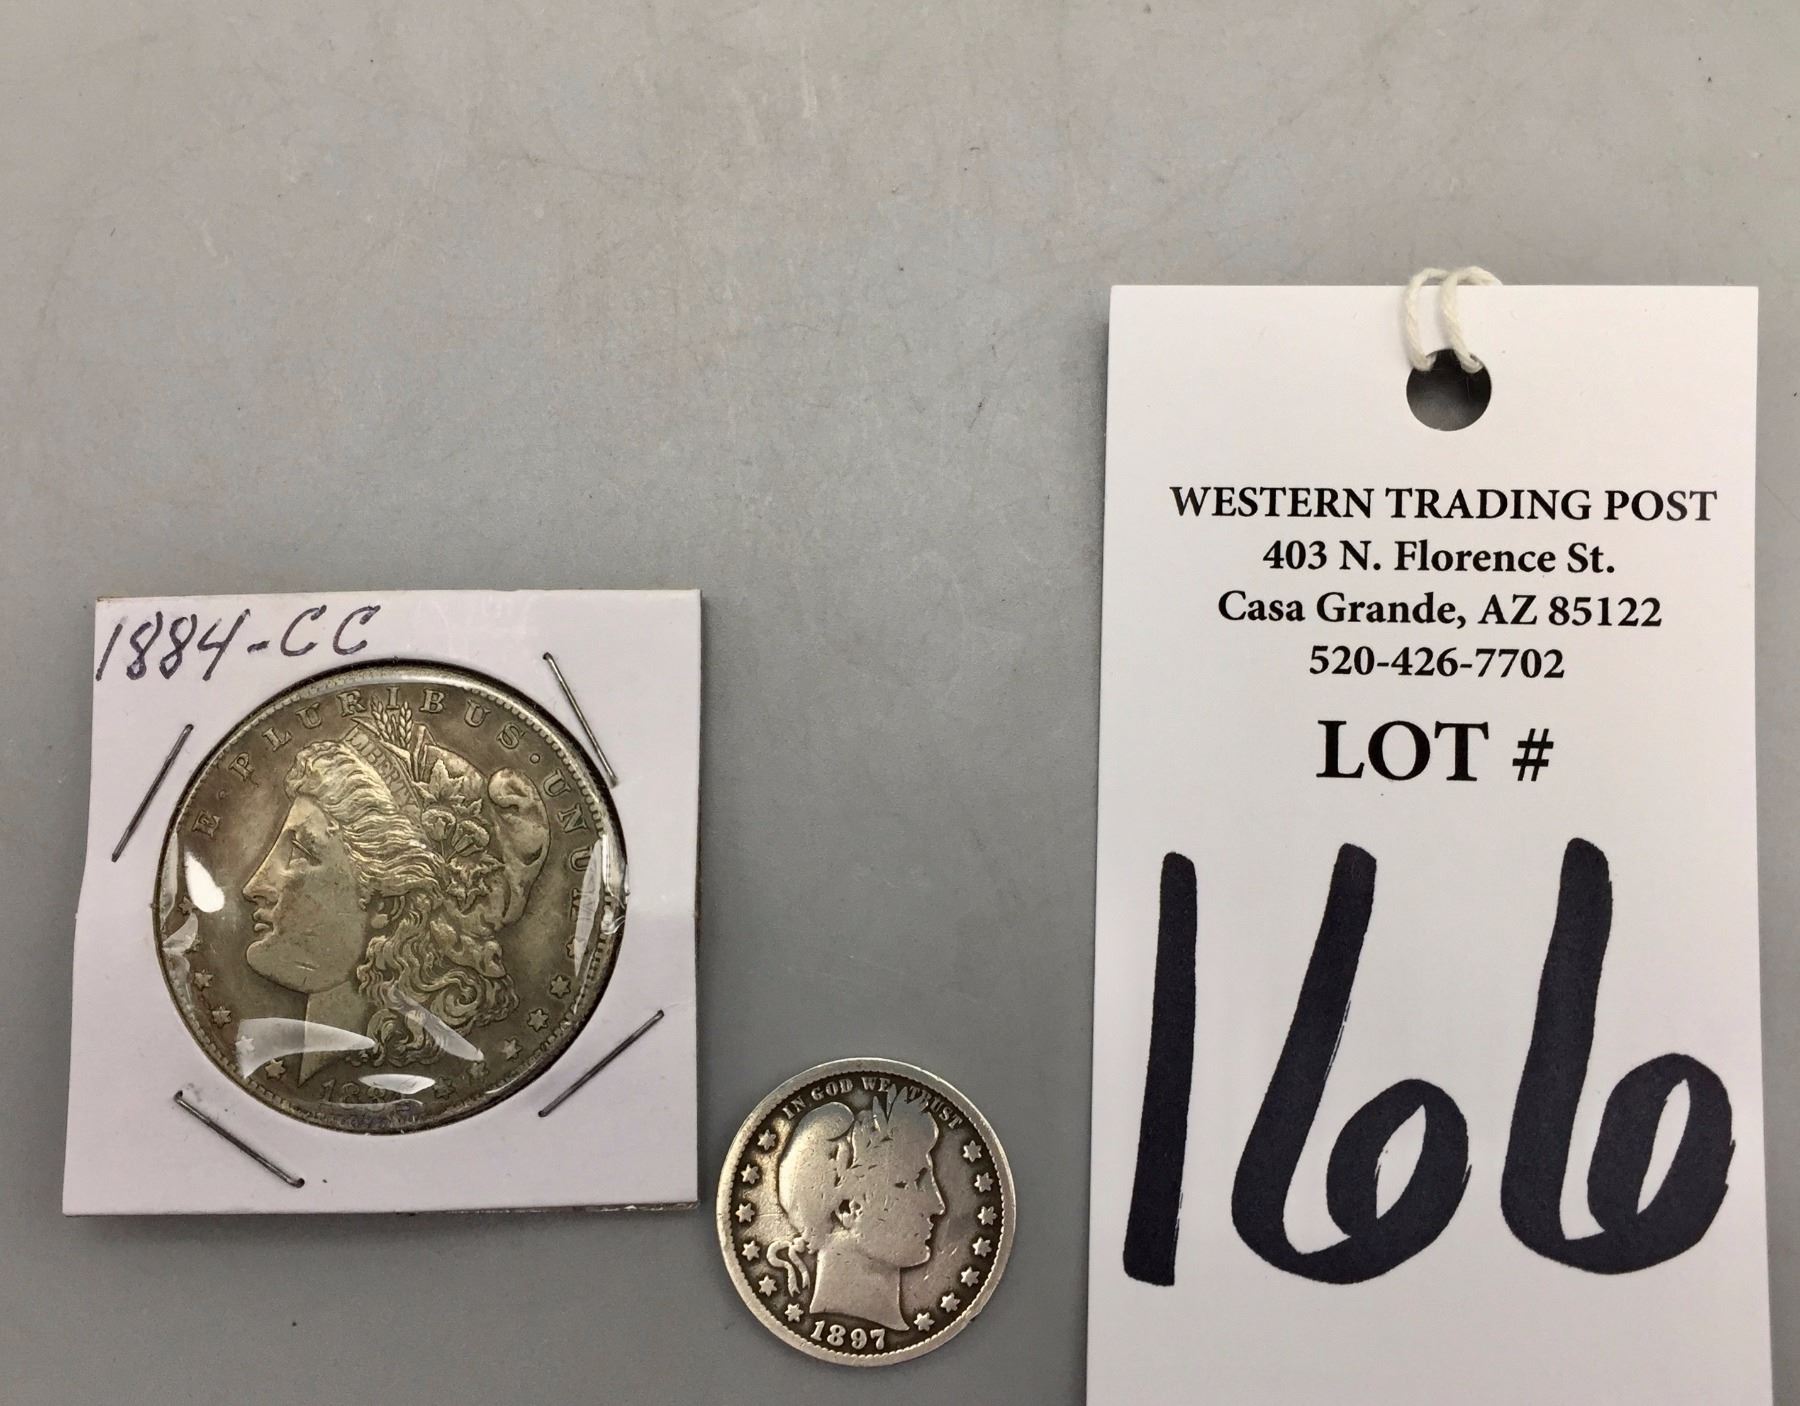 1884-CC
E·PLURIBUS·UNUM
LIBERTY
IN GOD WE TRUST
1897
WESTERN TRADING POST
403 N. Florence St.
Casa Grande, AZ 85122
520-426-7702
LOT #
166